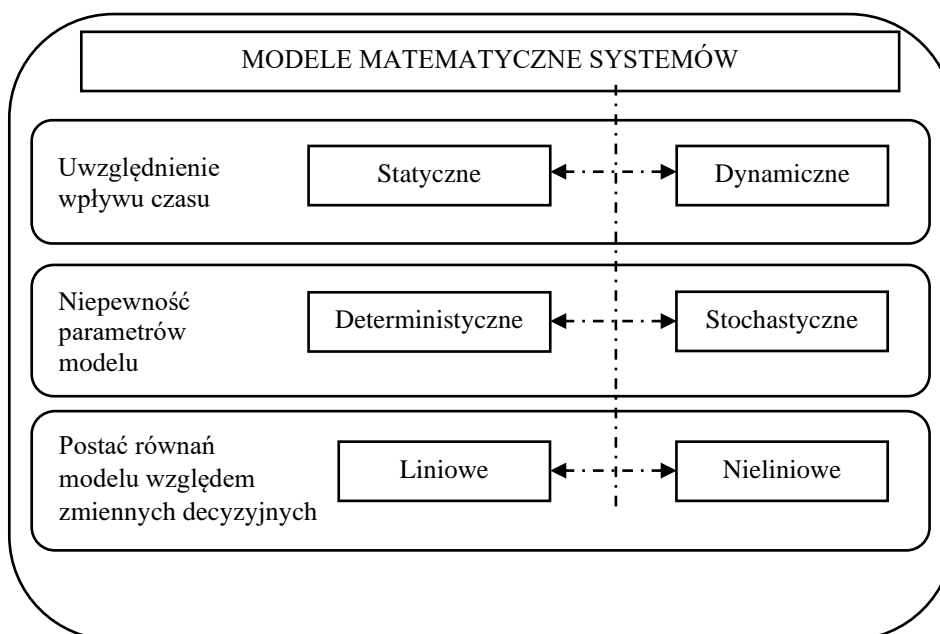 MODELE MATEMATYCZNE SYSTEMÓW
Uwzględnienie
wpływu czasu
Statyczne
Dynamiczne
Niepewność
parametrów
modelu
Deterministyczne
Stochastyczne
Postać równań
modelu względem
zmiennych decyzyjnych
Liniowe
Nieliniowe